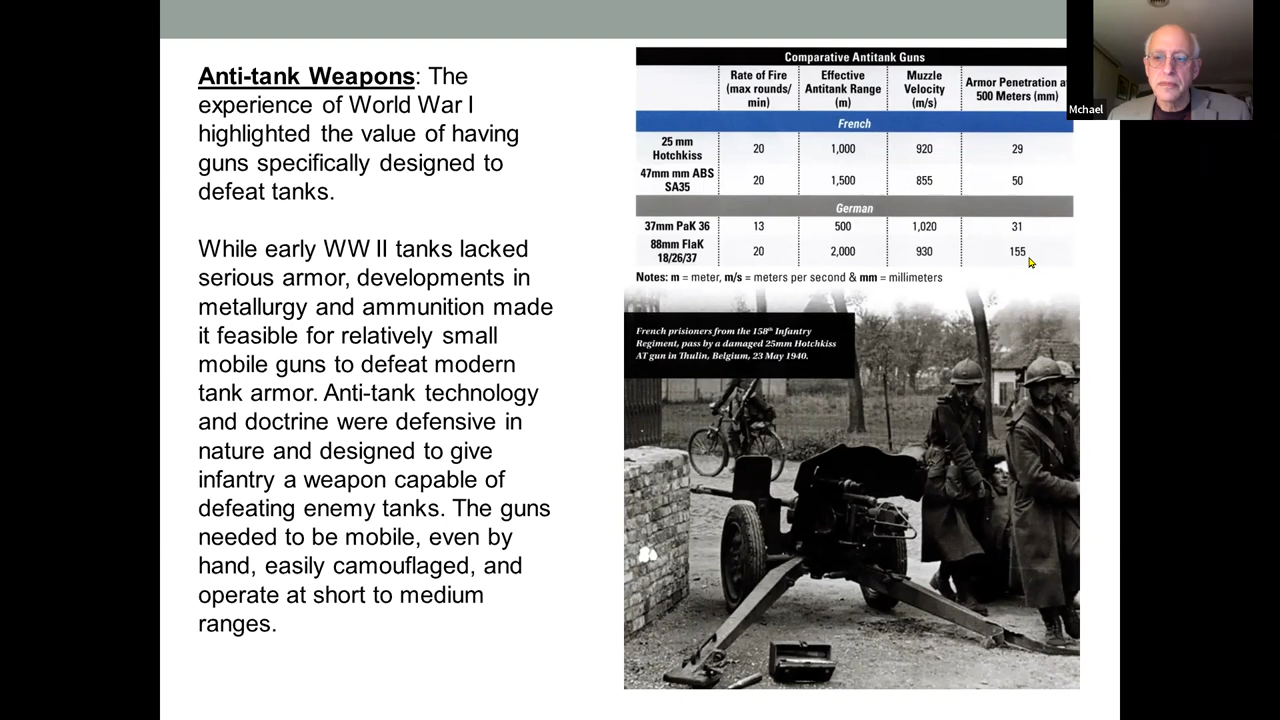 Anti-tank Weapons: The
experience of World War I
highlighted the value of having
guns specifically designed to
defeat tanks.
While early WW II tanks lacked
serious armor, developments in
metallurgy and ammunition made
it feasible for relatively small
mobile guns to defeat modern
tank armor. Anti-tank technology
and doctrine were defensive in
nature and designed to give
infantry a weapon capable of
defeating enemy tanks. The guns
needed to be mobile, even by
hand, easily camouflaged, and
operate at short to medium
ranges.
Comparative Antitank Guns
Rate of Fire (max rounds/ min) Effective Antitank Range (m) Muzzle Velocity (m/s) Armor Penetration at 500 Meters (mm)
French
25 mm Hotchkiss 20 1,000 920 29
47mm mm ABS SA35 20 1,500 855 50
German
37mm PaK 36 13 500 1,020 31
88mm FlaK 18/26/37 20 2,000 930 155
Notes: m = meter, m/s = meters per second & mm = millimeters
French prisioners from the 158th Infantry
Regiment, pass by a damaged 25mm Hotchkiss
AT gun in Thulin, Belgium, 23 May 1940.
Mchael